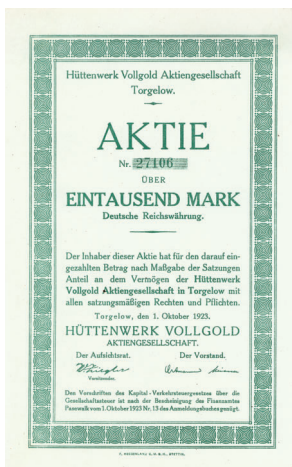 Hüttenwerk Vollgold Aktiengesellschaft
Torgelow.
AKTIE
Nr. 27106
ÜBER
EINTAUSEND MARK
Deutsche Reichswährung.
Der Inhaber dieser Aktie hat für den darauf ein-
gezahlten Betrag nach Maßgabe der Satzungen
Anteil an dem Vermögen der Hüttenwerk
Vollgold Aktiengesellschaft in Torgelow mit
allen satzungsmäßigen Rechten und Pflichten.
Torgelow, den 1. Oktober 1923.
HÜTTENWERK VOLLGOLD
AKTIENGESELLSCHAFT.
Der Aufsichtsrat. Der Vorstand.
Vorsitzender.
Den Vorschriften des Kapital-Verkehrsteuergesetzes über die
Gesellschaftssteuer ist nach der Bescheinigung des Finanzamtes
Pasewalk vom 1. Oktober 1923 Nr. 13 des Anmeldungsbuches genügt.